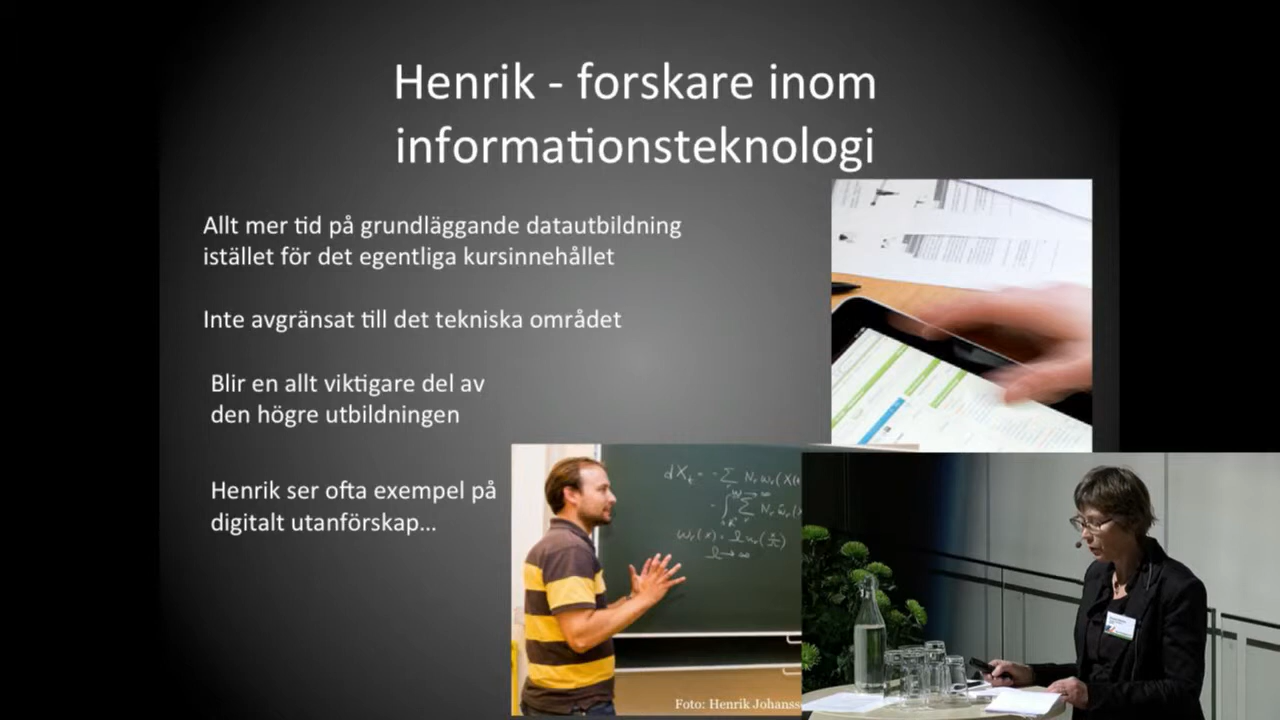 Henrik - forskare inom
informationsteknologi
Allt mer tid på grundläggande datautbildning
istället för det egentliga kursinnehållet
Inte avgränsat till det tekniska området
Blir en allt viktigare del av
den högre utbildningen
Henrik ser ofta exempel på
digitalt utanförskap...
Foto: Henrik Johanss